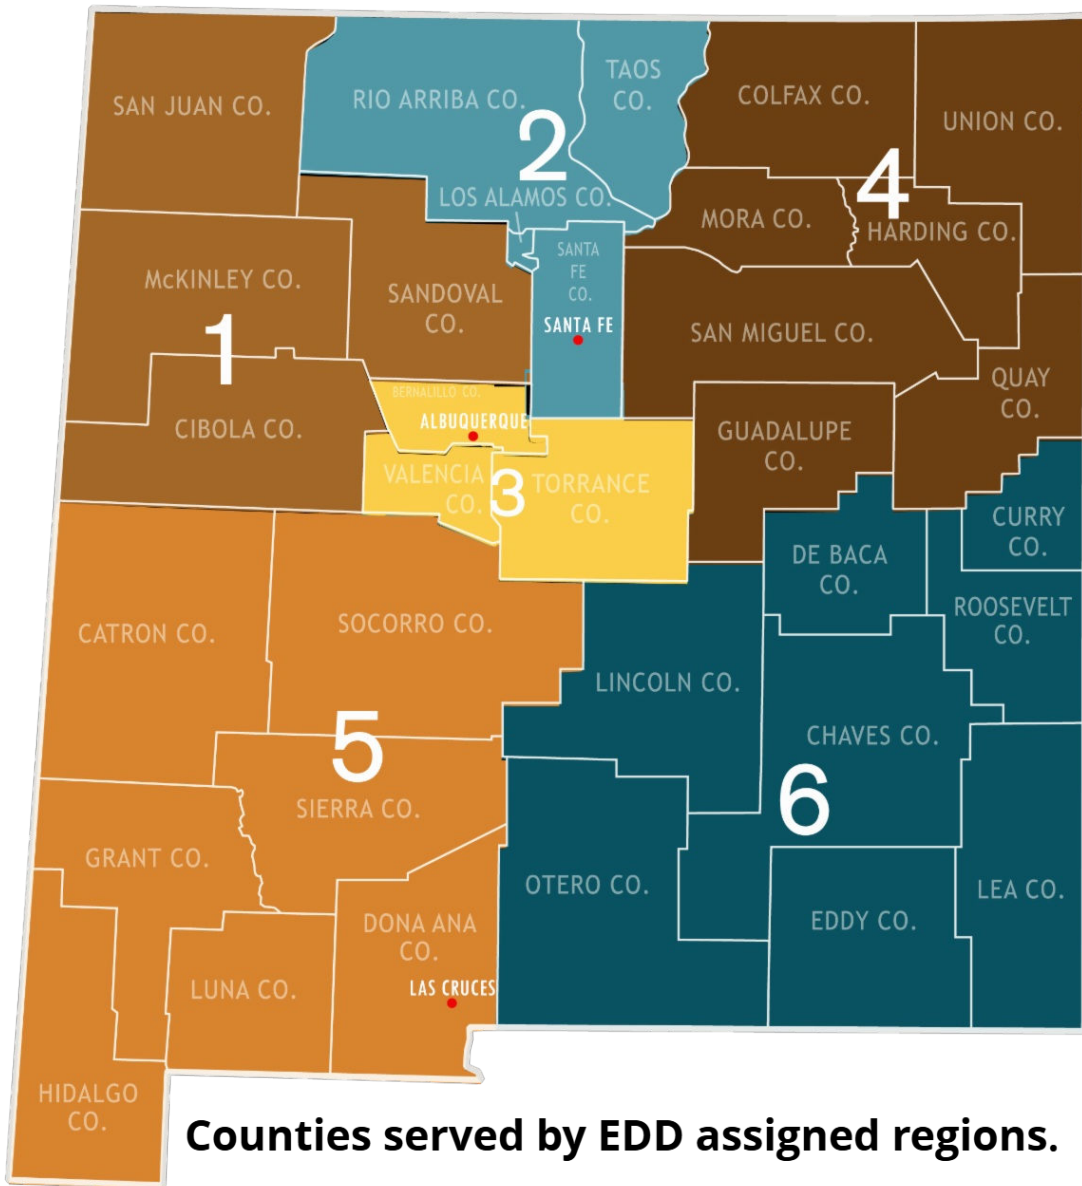 SAN JUAN CO.
RIO ARRIBA CO.
TAOS
CO.
COLFAX CO.
UNION CO.
2
4
LOS ALAMOS CO.
MORA CO.
HARDING CO.
McKINLEY CO.
SANDOVAL
CO.
SANTA
FE
CO.
SANTA FE
SAN MIGUEL CO.
1
QUAY
CO.
BERNALILLO CO.
ALBUQUERQUE
CIBOLA CO.
GUADALUPE
CO.
VALENCIA
CO.
3
TORRANCE
CO.
CURRY
CO.
DE BACA
CO.
ROOSEVELT
CO.
CATRON CO.
SOCORRO CO.
LINCOLN CO.
5
CHAVES CO.
6
SIERRA CO.
GRANT CO.
OTERO CO.
LEA CO.
DONA ANA
CO.
EDDY CO.
LUNA CO.
LAS CRUCES
HIDALGO
CO.
Counties served by EDD assigned regions.